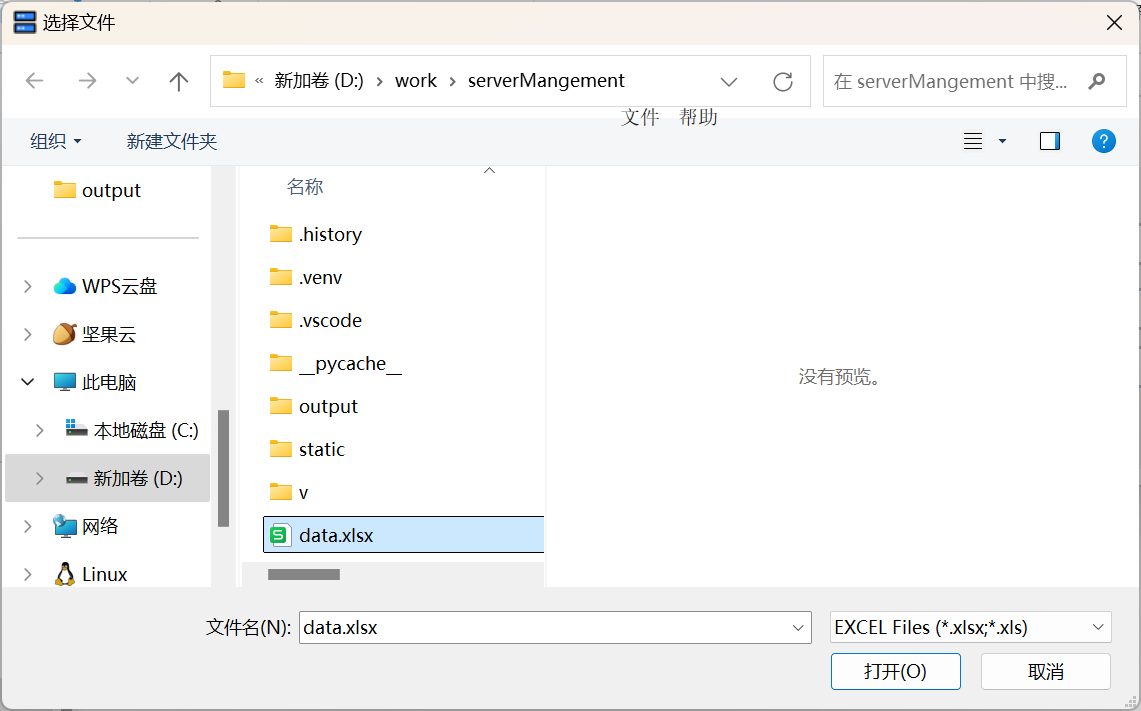 选择文件
« 新加卷 (D:) › work › serverMangement
在 serverMangement 中搜...
文件 帮助
组织 新建文件夹
output
WPS云盘
坚果云
此电脑
本地磁盘 (C:)
新加卷 (D:)
网络
Linux
名称
.history
.venv
.vscode
__pycache__
output
static
v
data.xlsx
没有预览。
文件名(N): data.xlsx
EXCEL Files (*.xlsx;*.xls)
打开(O) 取消